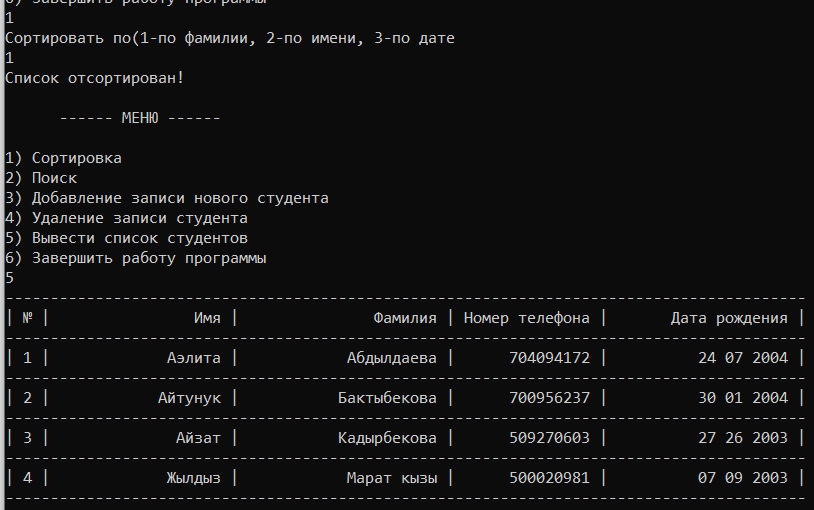 6) Завершить работу программы
1
Сортировать по(1-по фамилии, 2-по имени, 3-по дате
1
Список отсортирован!
------ МЕНЮ ------
1) Сортировка
2) Поиск
3) Добавление записи нового студента
4) Удаление записи студента
5) Вывести список студентов
6) Завершить работу программы
5
-----------------------------------------------------------------------------------------
| № | Имя | Фамилия | Номер телефона | Дата рождения |
-----------------------------------------------------------------------------------------
| 1 | Аэлита | Абдылдаева | 704094172 | 24 07 2004 |
-----------------------------------------------------------------------------------------
| 2 | Айтунук | Бактыбекова | 700956237 | 30 01 2004 |
-----------------------------------------------------------------------------------------
| 3 | Айзат | Кадырбекова | 509270603 | 27 26 2003 |
-----------------------------------------------------------------------------------------
| 4 | Жылдыз | Марат кызы | 500020981 | 07 09 2003 |
-----------------------------------------------------------------------------------------